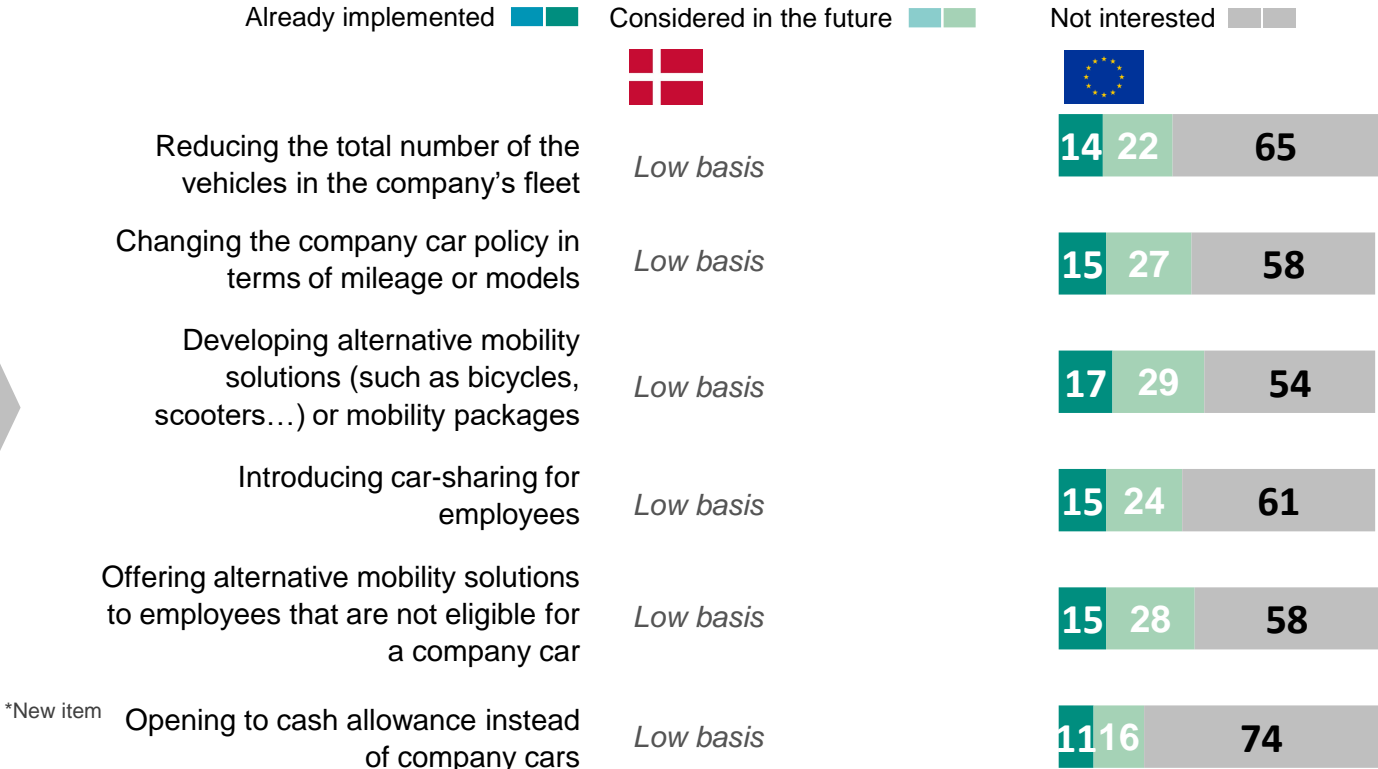 Already implemented Considered in the future Not interested
Reducing the total number of the
vehicles in the company’s fleet
Low basis
14 22 65
Changing the company car policy in
terms of mileage or models
Low basis
15 27 58
Developing alternative mobility
solutions (such as bicycles,
scooters…) or mobility packages
Low basis
17 29 54
Introducing car-sharing for
employees
Low basis
15 24 61
Offering alternative mobility solutions
to employees that are not eligible for
a company car
Low basis
15 28 58
*New item
Opening to cash allowance instead
of company cars
Low basis
11 16 74